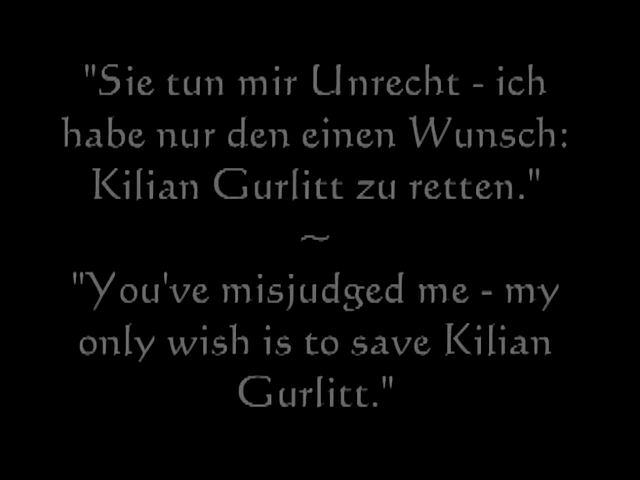 "Sie tun mir Unrecht - ich
habe nur den einen Wunsch:
Kilian Gurlitt zu retten."
~
"You've misjudged me - my
only wish is to save Kilian
Gurlitt."